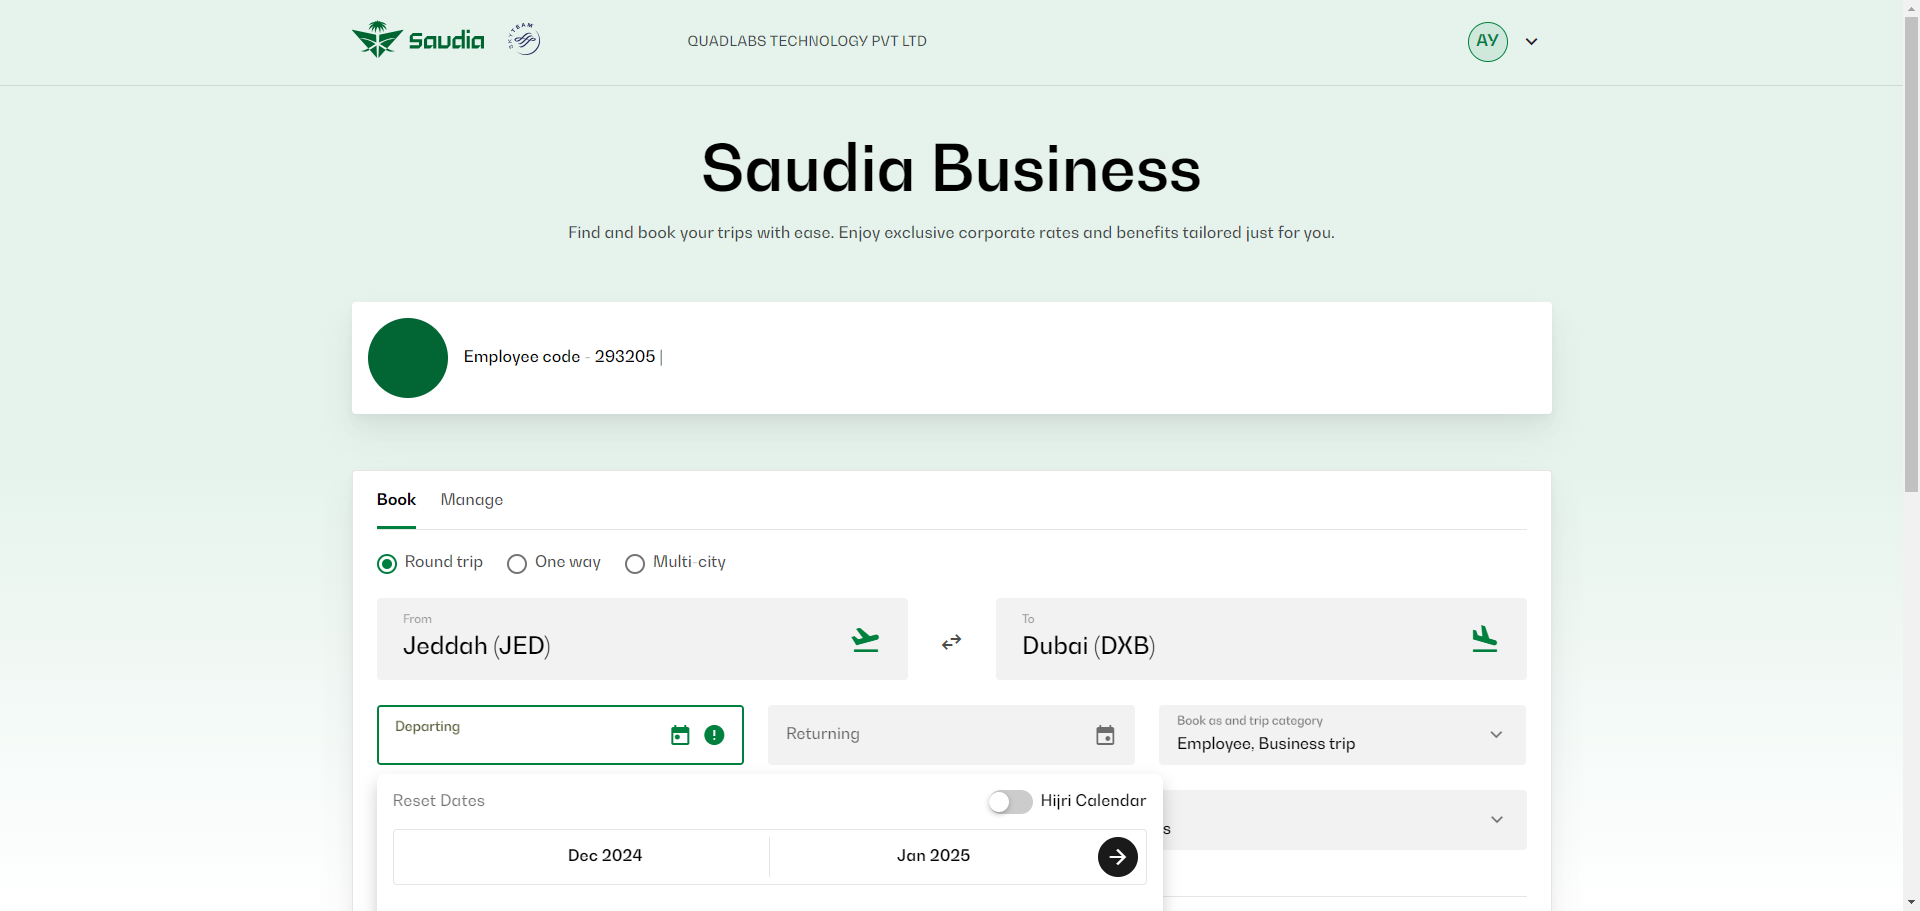 Saudia
SKYTEAM
QUADLABS TECHNOLOGY PVT LTD
AY
Saudia Business
Find and book your trips with ease. Enjoy exclusive corporate rates and benefits tailored just for you.
Employee code - 293205 |
Book
Manage
Round trip
One way
Multi-city
From
Jeddah (JED)
To
Dubai (DXB)
Departing
Returning
Book as and trip category
Employee, Business trip
Reset Dates
Hijri Calendar
s
Dec 2024
Jan 2025